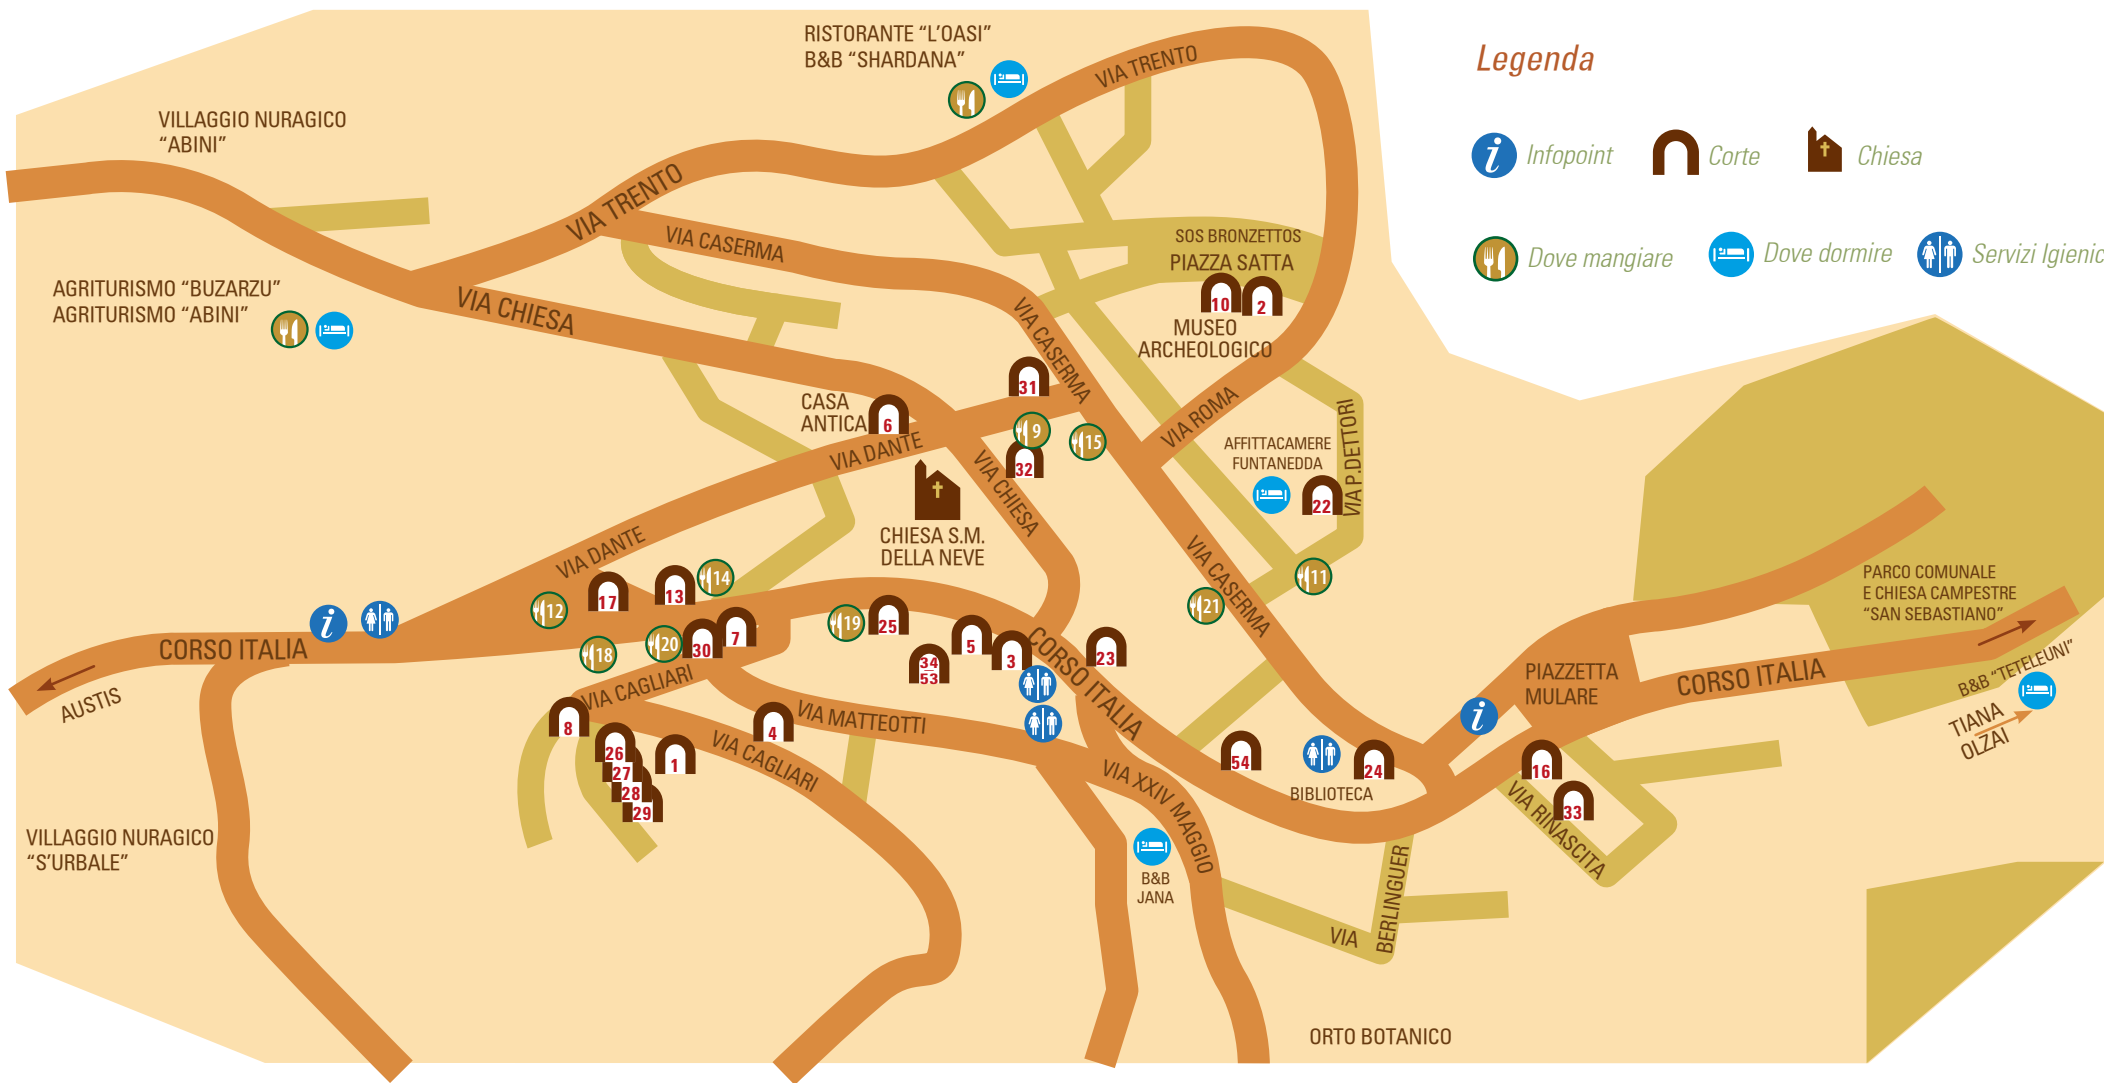 RISTORANTE “L’OASI”
B&B “SHARDANA”
VIA TRENTO
Legenda
VILLAGGIO NURAGICO
“ABINI”
Infopoint
Corte
Chiesa
VIA TRENTO
VIA CASERMA
SOS BRONZETTOS
PIAZZA SATTA
Dove mangiare
Dove dormire
Servizi Igienic
AGRITURISMO “BUZARZU”
AGRITURISMO “ABINI”
VIA CHIESA
10
2
MUSEO
ARCHEOLOGICO
VIA CASERMA
31
CASA
ANTICA
6
VIA DANTE
9
15
32
VIA ROMA
AFFITTACAMERE
FUNTANEDDA
VIA P.DETTORI
22
VIA CHIESA
CHIESA S.M.
DELLA NEVE
VIA DANTE
VIA CASERMA
17
13
14
12
11
21
PARCO COMUNALE
E CHIESA CAMPESTRE
“SAN SEBASTIANO”
CORSO ITALIA
18
20
30
7
19
25
5
3
34
53
23
CORSO ITALIA
PIAZZETTA
MULARE
CORSO ITALIA
B&B “TETELEUNI”
AUSTIS
VIA CAGLIARI
8
26
27
28
29
1
4
VIA MATTEOTTI
VIA CAGLIARI
TIANA
OLZAI
54
BIBLIOTECA
24
16
33
VIA RINASCITA
VIA XXIV MAGGIO
VILLAGGIO NURAGICO
“S’URBALE”
B&B
JANA
VIA
BERLINGUER
ORTO BOTANICO